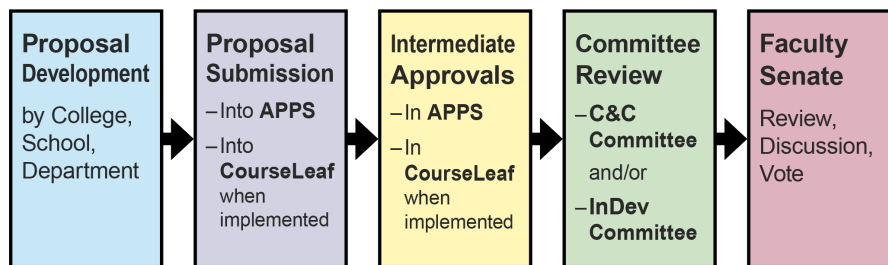 Proposal
Development
by College,
School,
Department
Proposal
Submission
–Into APPS
–Into
CourseLeaf
when
implemented
Intermediate
Approvals
–In APPS
–In
CourseLeaf
when
implemented
Committee
Review
–C&C
Committee
and/or
–InDev
Committee
Faculty
Senate
Review,
Discussion,
Vote